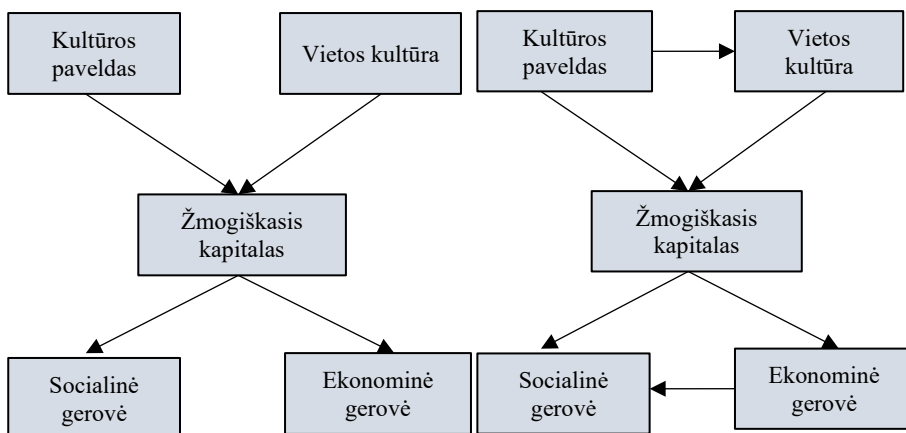 Kultūros
paveldas
Vietos kultūra
Žmogiškasis
kapitalas
Socialinė
gerovė
Ekonominė
gerovė
Kultūros
paveldas
Vietos
kultūra
Žmogiškasis
kapitalas
Socialinė
gerovė
Ekonominė
gerovė